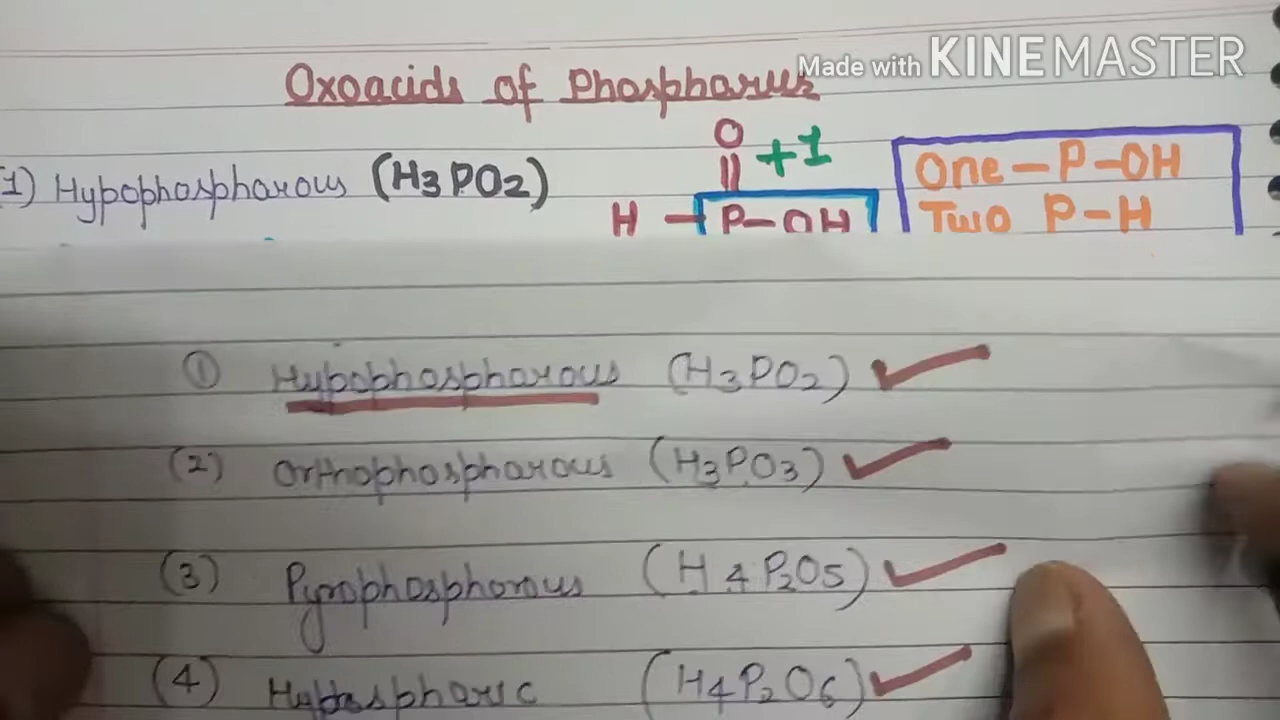 Made with KINEMASTER
Oxoacids of Phospharus
1) Hypophospharous (H3PO2)
O
+1
H - P - OH
One - P - OH
Two P - H
① Hypophospharous (H3PO2)
(2) Orthophospharous (H3PO3)
(3) Pyrophosphorous (H4P2O5)
(4) (H4P2O6)